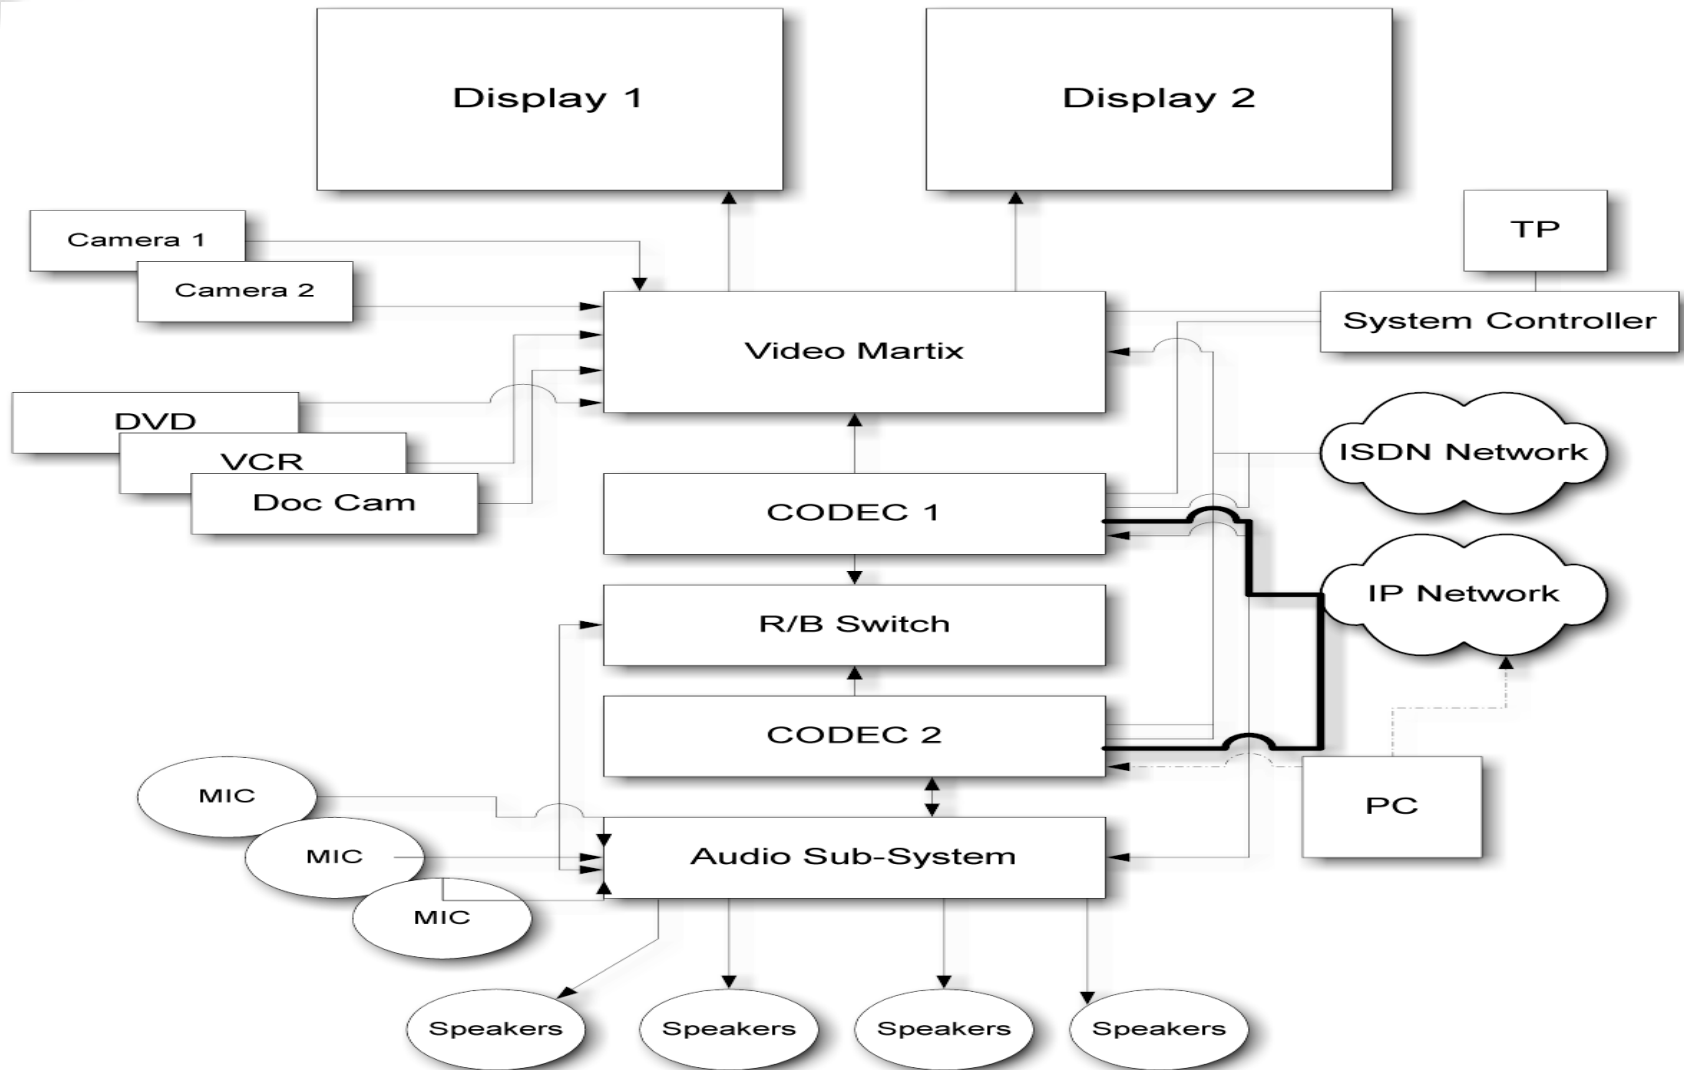 Display 1
Display 2
TP
Camera 1
Camera 2
System Controller
Video Martix
DVD
VCR
Doc Cam
ISDN Network
CODEC 1
IP Network
R/B Switch
CODEC 2
MIC
PC
MIC
Audio Sub-System
MIC
Speakers
Speakers
Speakers
Speakers